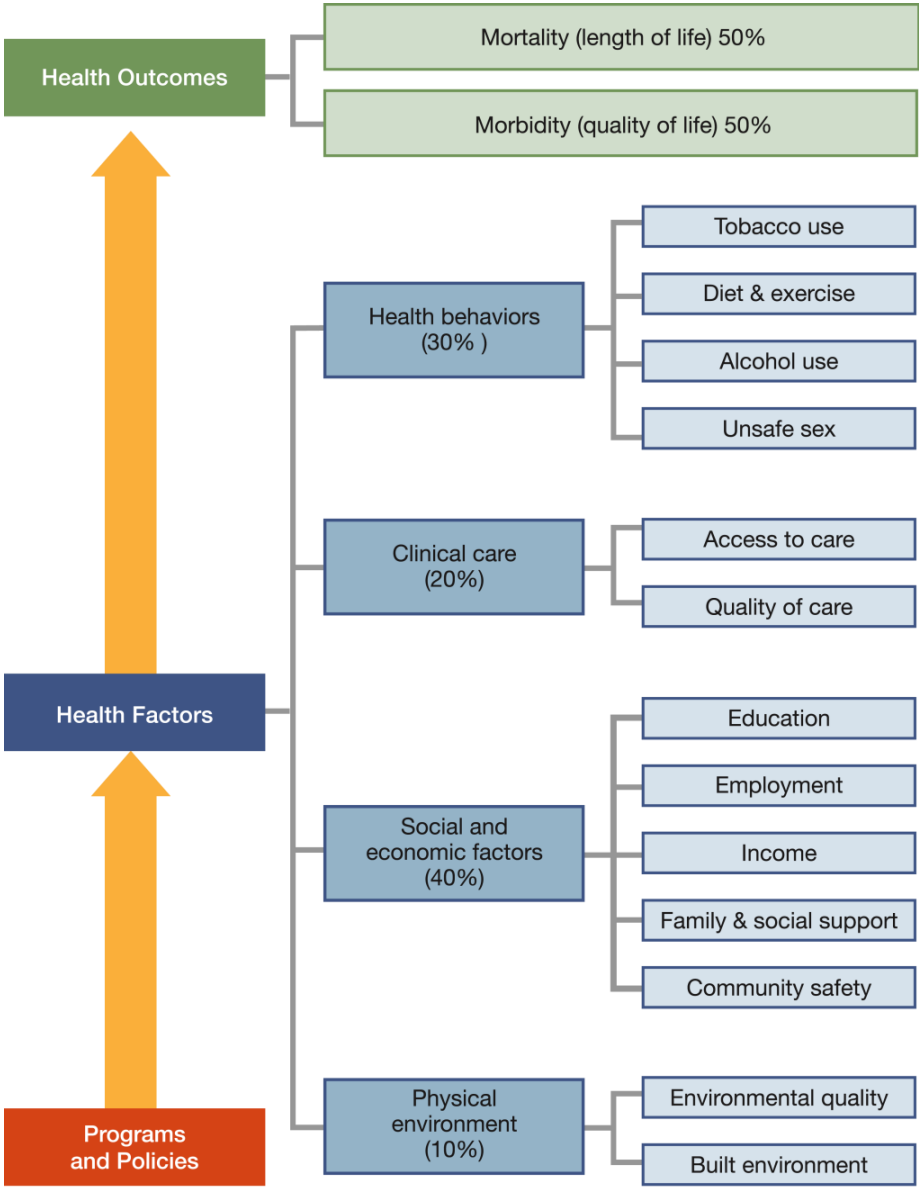 Health Outcomes
Mortality (length of life) 50%
Morbidity (quality of life) 50%
Health Factors
Health behaviors
(30% )
Tobacco use
Diet & exercise
Alcohol use
Unsafe sex
Clinical care
(20%)
Access to care
Quality of care
Social and
economic factors
(40%)
Education
Employment
Income
Family & social support
Community safety
Physical
environment
(10%)
Environmental quality
Built environment
Programs
and Policies